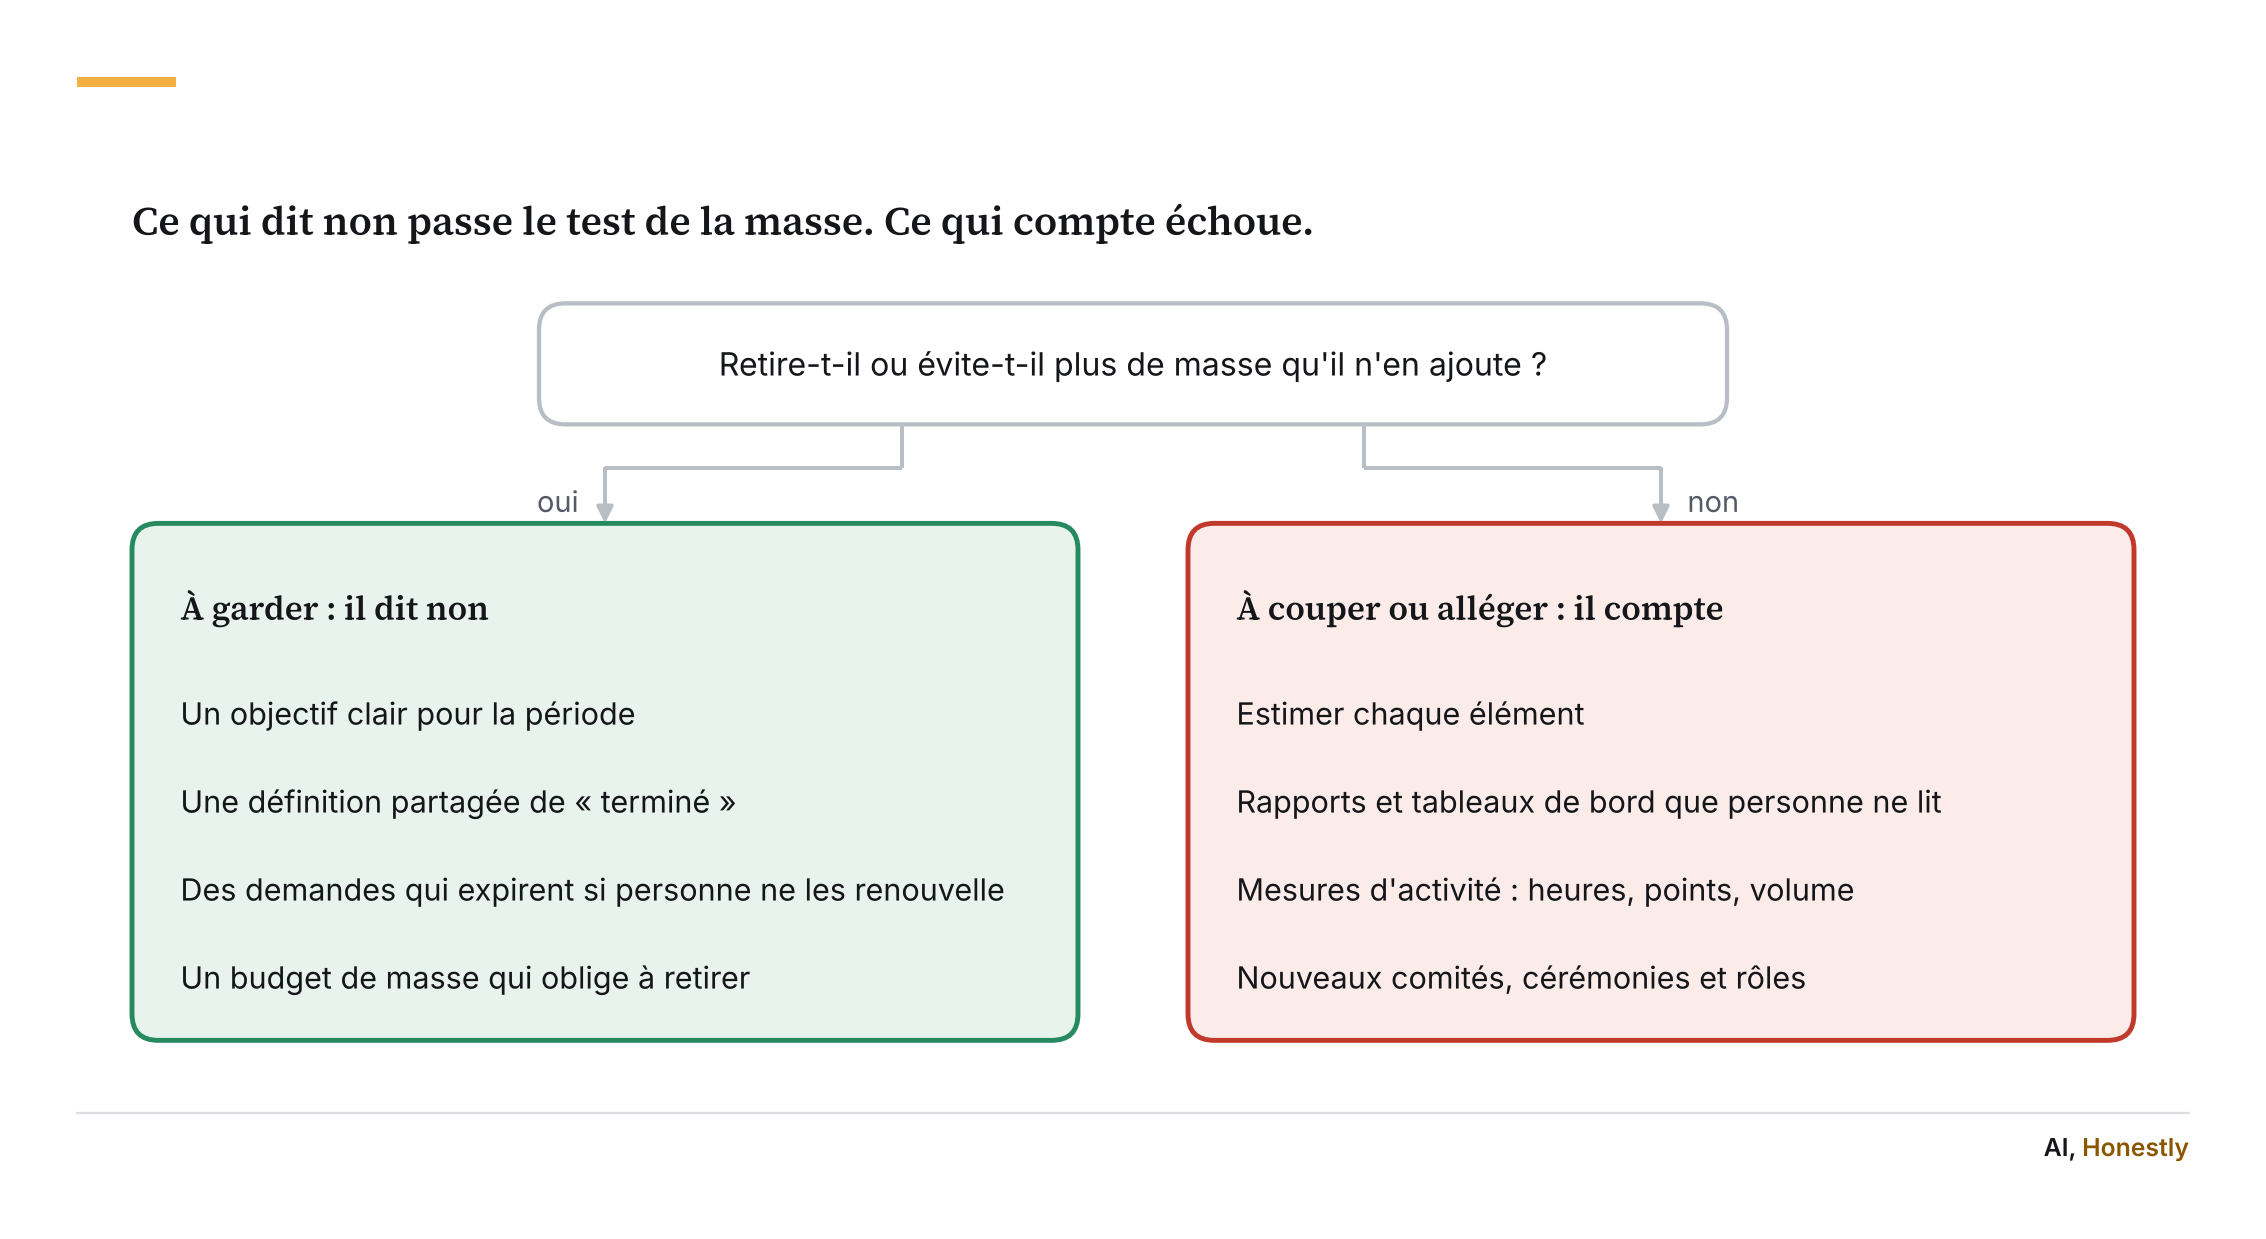 Ce qui dit non passe le test de la masse. Ce qui compte échoue.
Retire-t-il ou évite-t-il plus de masse qu'il n'en ajoute ?
oui
non
À garder : il dit non
Un objectif clair pour la période
Une définition partagée de « terminé »
Des demandes qui expirent si personne ne les renouvelle
Un budget de masse qui oblige à retirer
À couper ou alléger : il compte
Estimer chaque élément
Rapports et tableaux de bord que personne ne lit
Mesures d'activité : heures, points, volume
Nouveaux comités, cérémonies et rôles
AI, Honestly